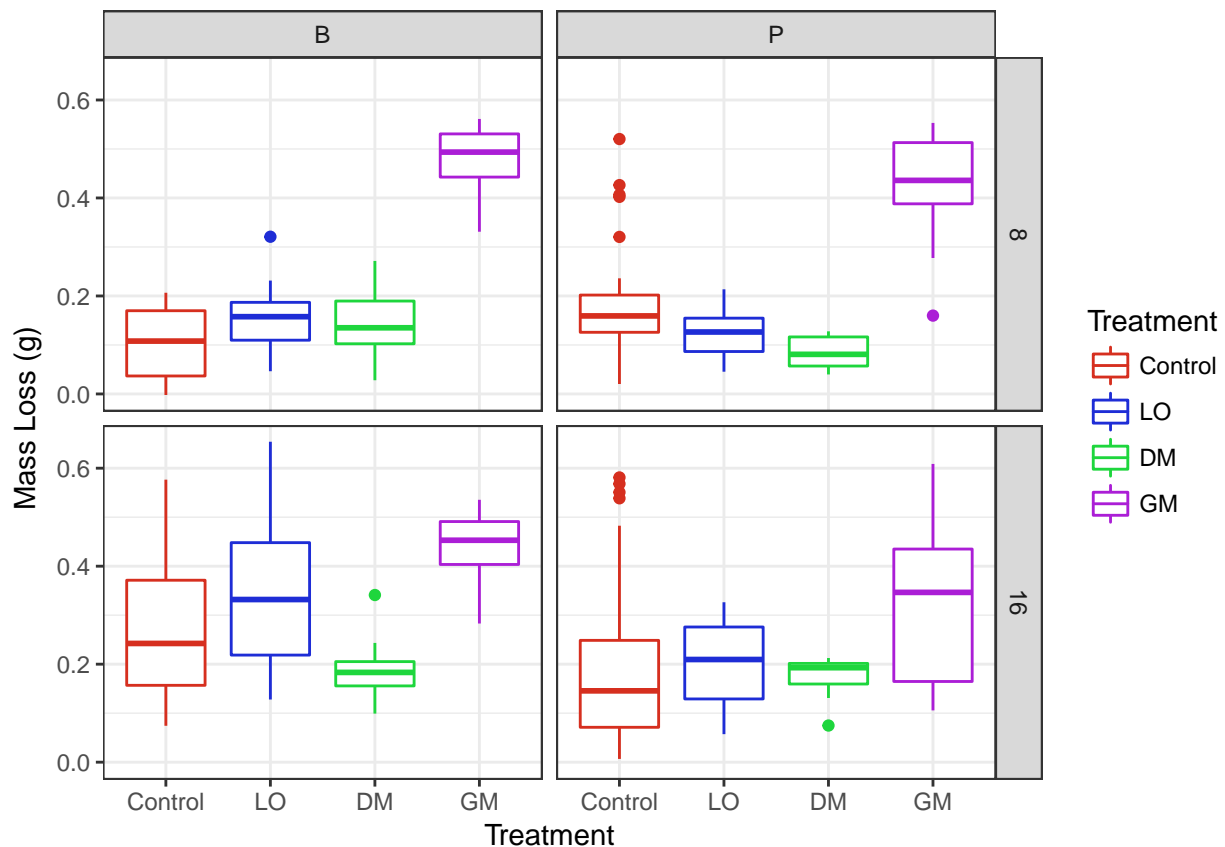 B
P
0.6
0.4
0.2
0.0
8
0.6
0.4
0.2
0.0
16
Mass Loss (g)
Control LO DM GM
Control LO DM GM
Treatment
Treatment
Control
LO
DM
GM